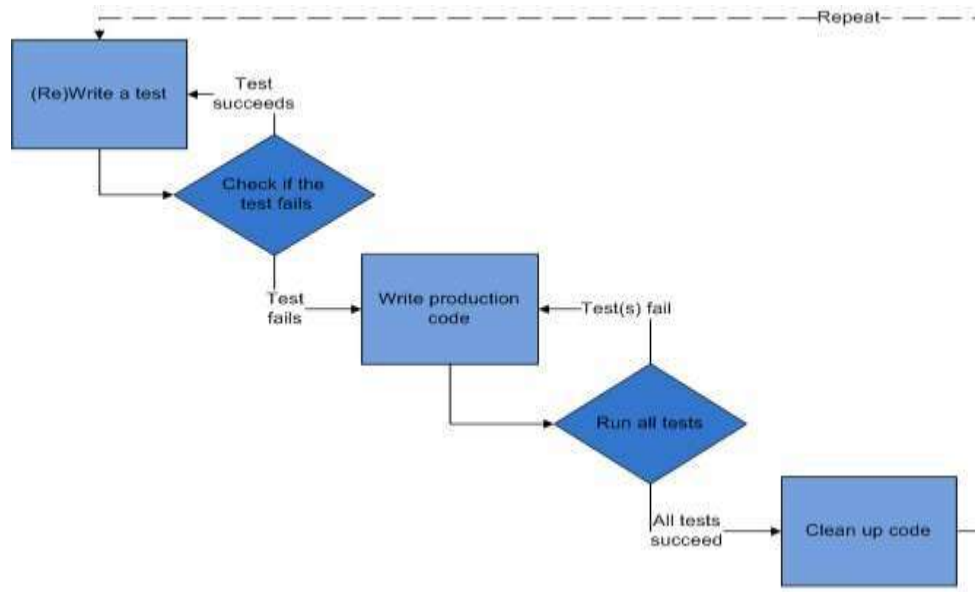 Repeat
(Re)Write a test
Test
succeeds
Check if the
test fails
Test
fails
Write production
code
Test(s) fail
Run all tests
All tests
succeed
Clean up code